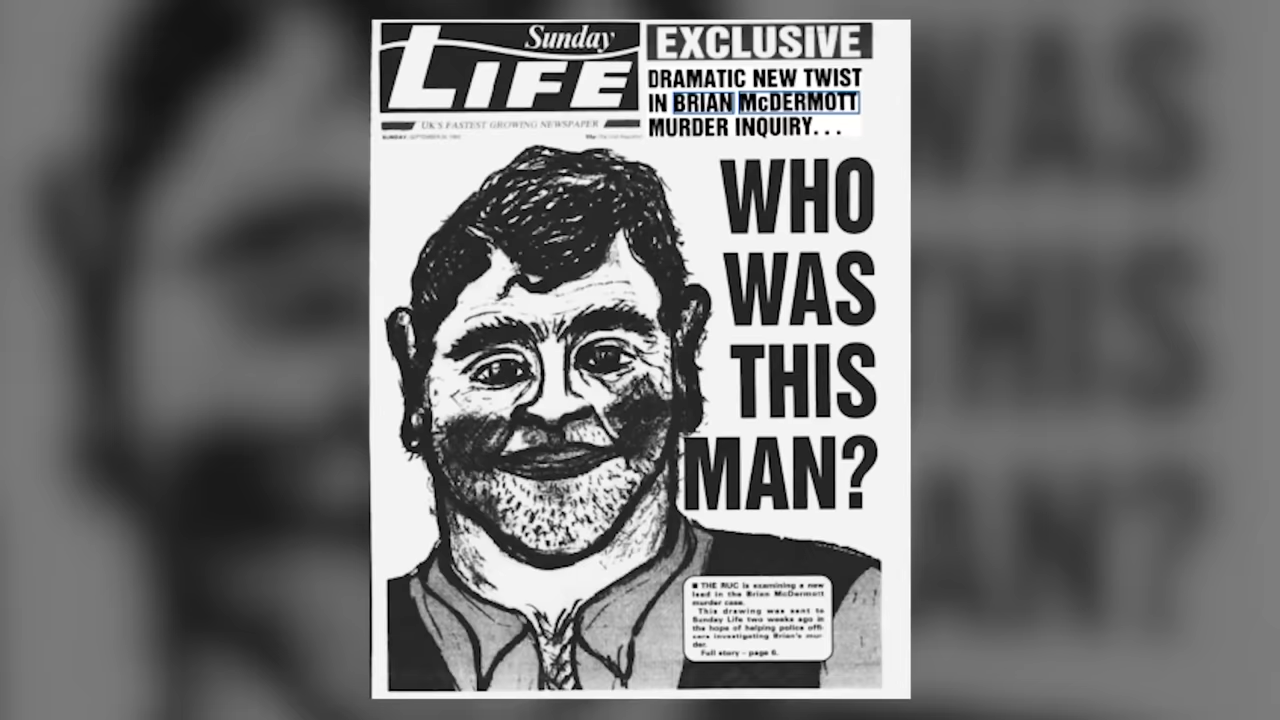 Sunday
LIFE
UK'S FASTEST GROWING NEWSPAPER
SUNDAY, SEPTEMBER
EXCLUSIVE
DRAMATIC NEW TWIST
IN BRIAN McDERMOTT
MURDER INQUIRY...
WHO
WAS
THIS
MAN?
■ THE RUC is examining a new
lead in the Brian McDermott
murder case.
This drawing was sent to
Sunday Life two weeks ago in
the hope of helping police offi-
cers investigating Brian's mur-
der.
Full story – page 6.